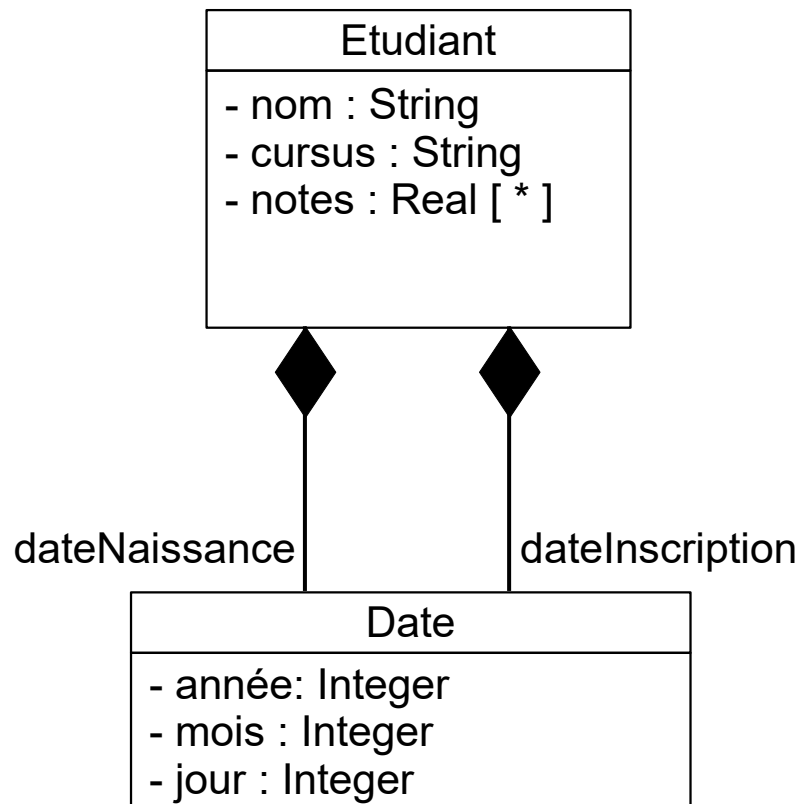 Etudiant
- nom : String
- cursus : String
- notes : Real [ * ]
dateNaissance
dateInscription
Date
- année: Integer
- mois : Integer
- jour : Integer